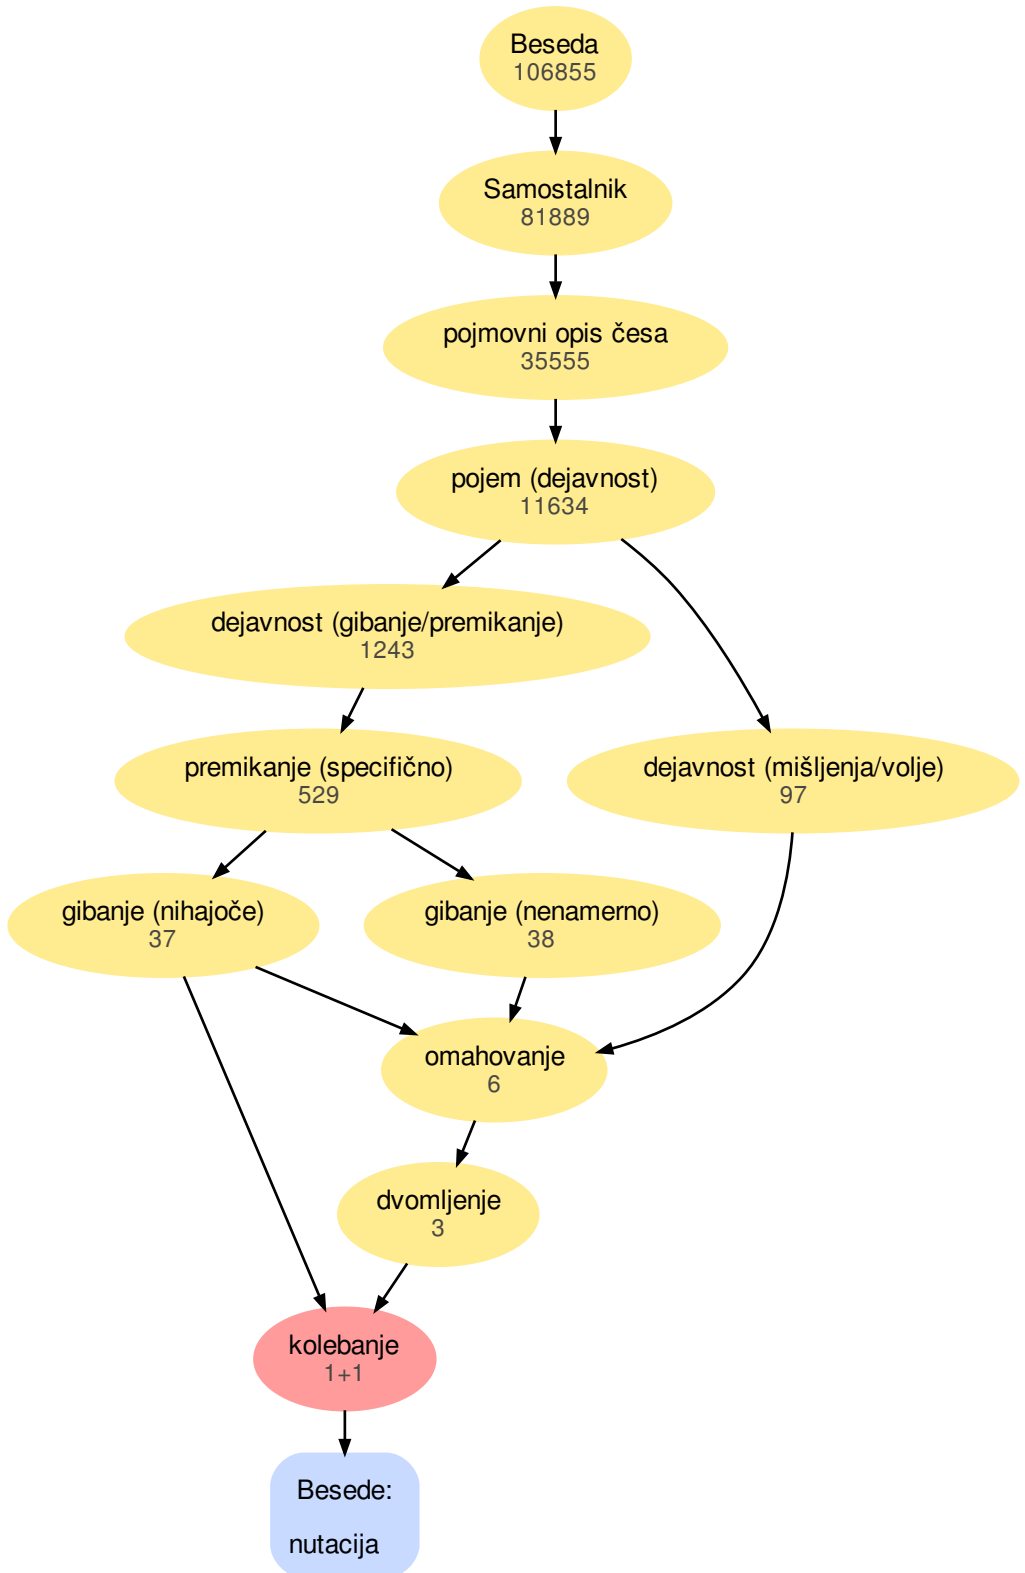 Beseda
106855
Samostalnik
81889
pojmovni opis česa
35555
pojem (dejavnost)
11634
dejavnost (gibanje/premikanje)
1243
premikanje (specifično)
529
dejavnost (mišljenja/volje)
97
gibanje (nihajoče)
37
gibanje (nenamerno)
38
omahovanje
6
dvomljenje
3
kolebanje
1+1
Besede:
nutacija